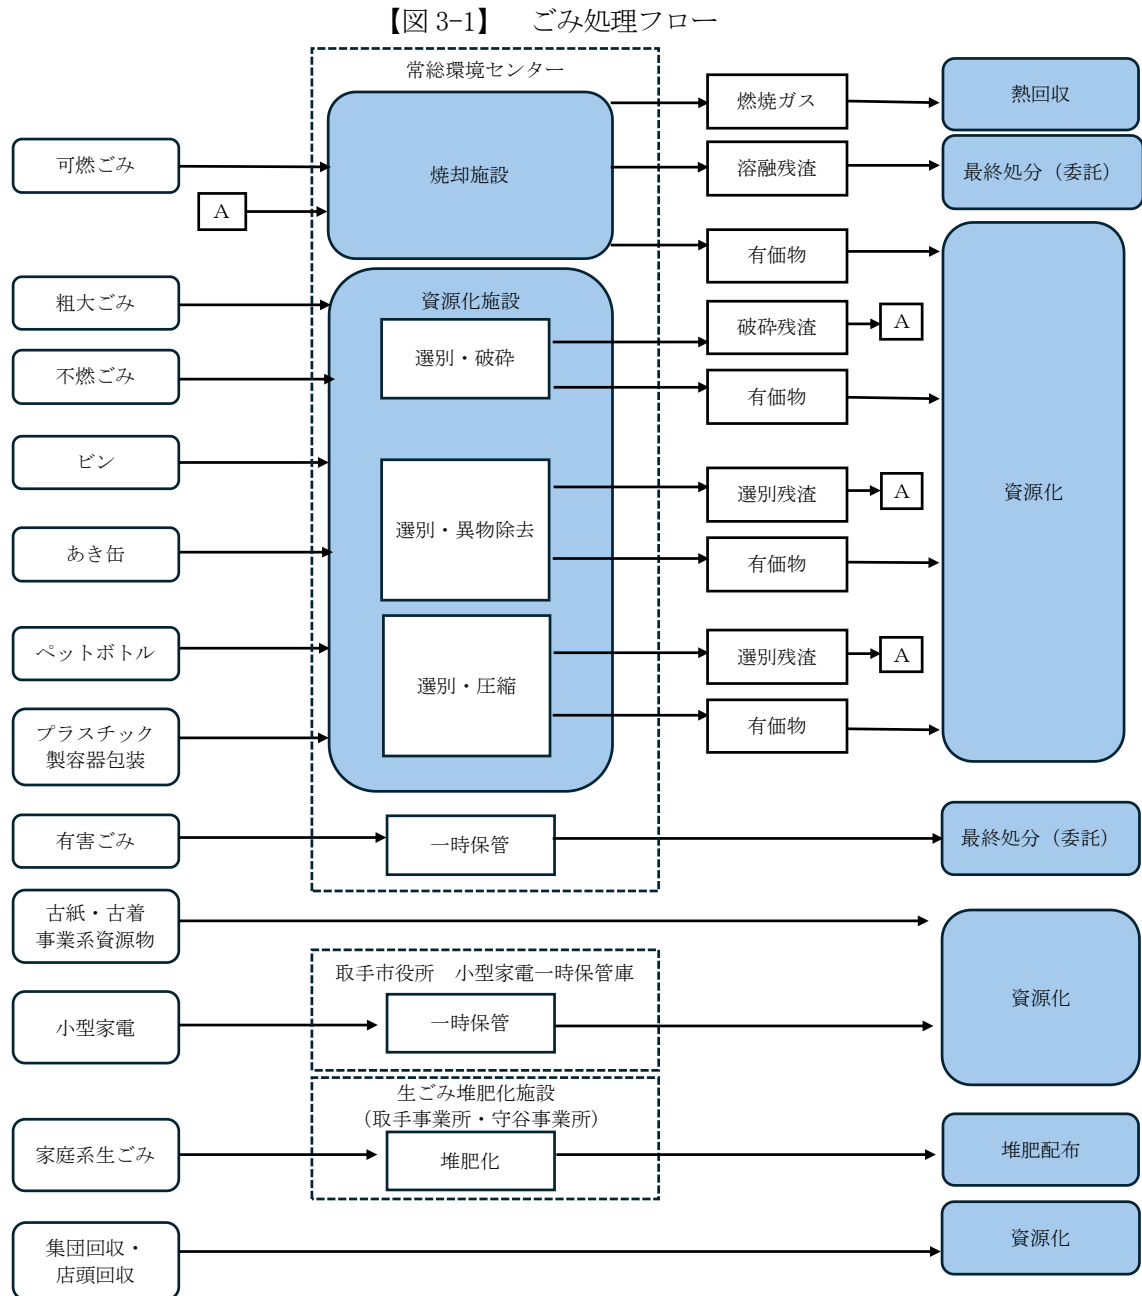 【図 3-1】　ごみ処理フロー
常総環境センター
可燃ごみ
A
焼却施設
燃焼ガス
熱回収
溶融残渣
最終処分（委託）
有価物
粗大ごみ
不燃ごみ
ビン
あき缶
ペットボトル
プラスチック
製容器包装
資源化施設
選別・破砕
破砕残渣
A
有価物
選別・異物除去
選別残渣
A
有価物
選別・圧縮
選別残渣
A
有価物
資源化
有害ごみ
一時保管
最終処分（委託）
古紙・古着
事業系資源物
取手市役所　小型家電一時保管庫
小型家電
一時保管
資源化
生ごみ堆肥化施設
（取手事業所・守谷事業所）
家庭系生ごみ
堆肥化
堆肥配布
集団回収・
店頭回収
資源化